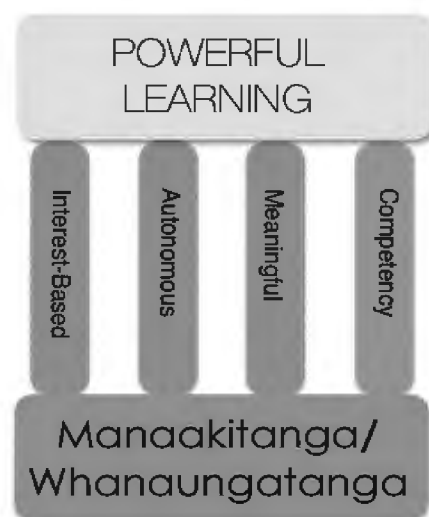 POWERFUL
LEARNING
Interest-Based
Autonomous
Meaningful
Competency
Manaakitanga/
Whanaungatanga